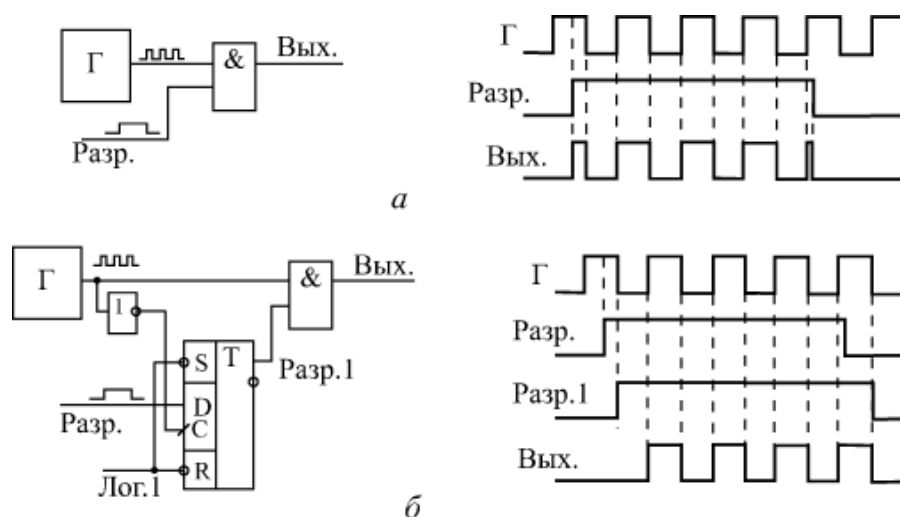 Г
&
Вых.
Разр.
Г
Разр.
Вых.
а
Г
1
&
Вых.
S
T
Разр.1
D
Разр.
C
R
Лог.1
Г
Разр.
Разр.1
Вых.
б